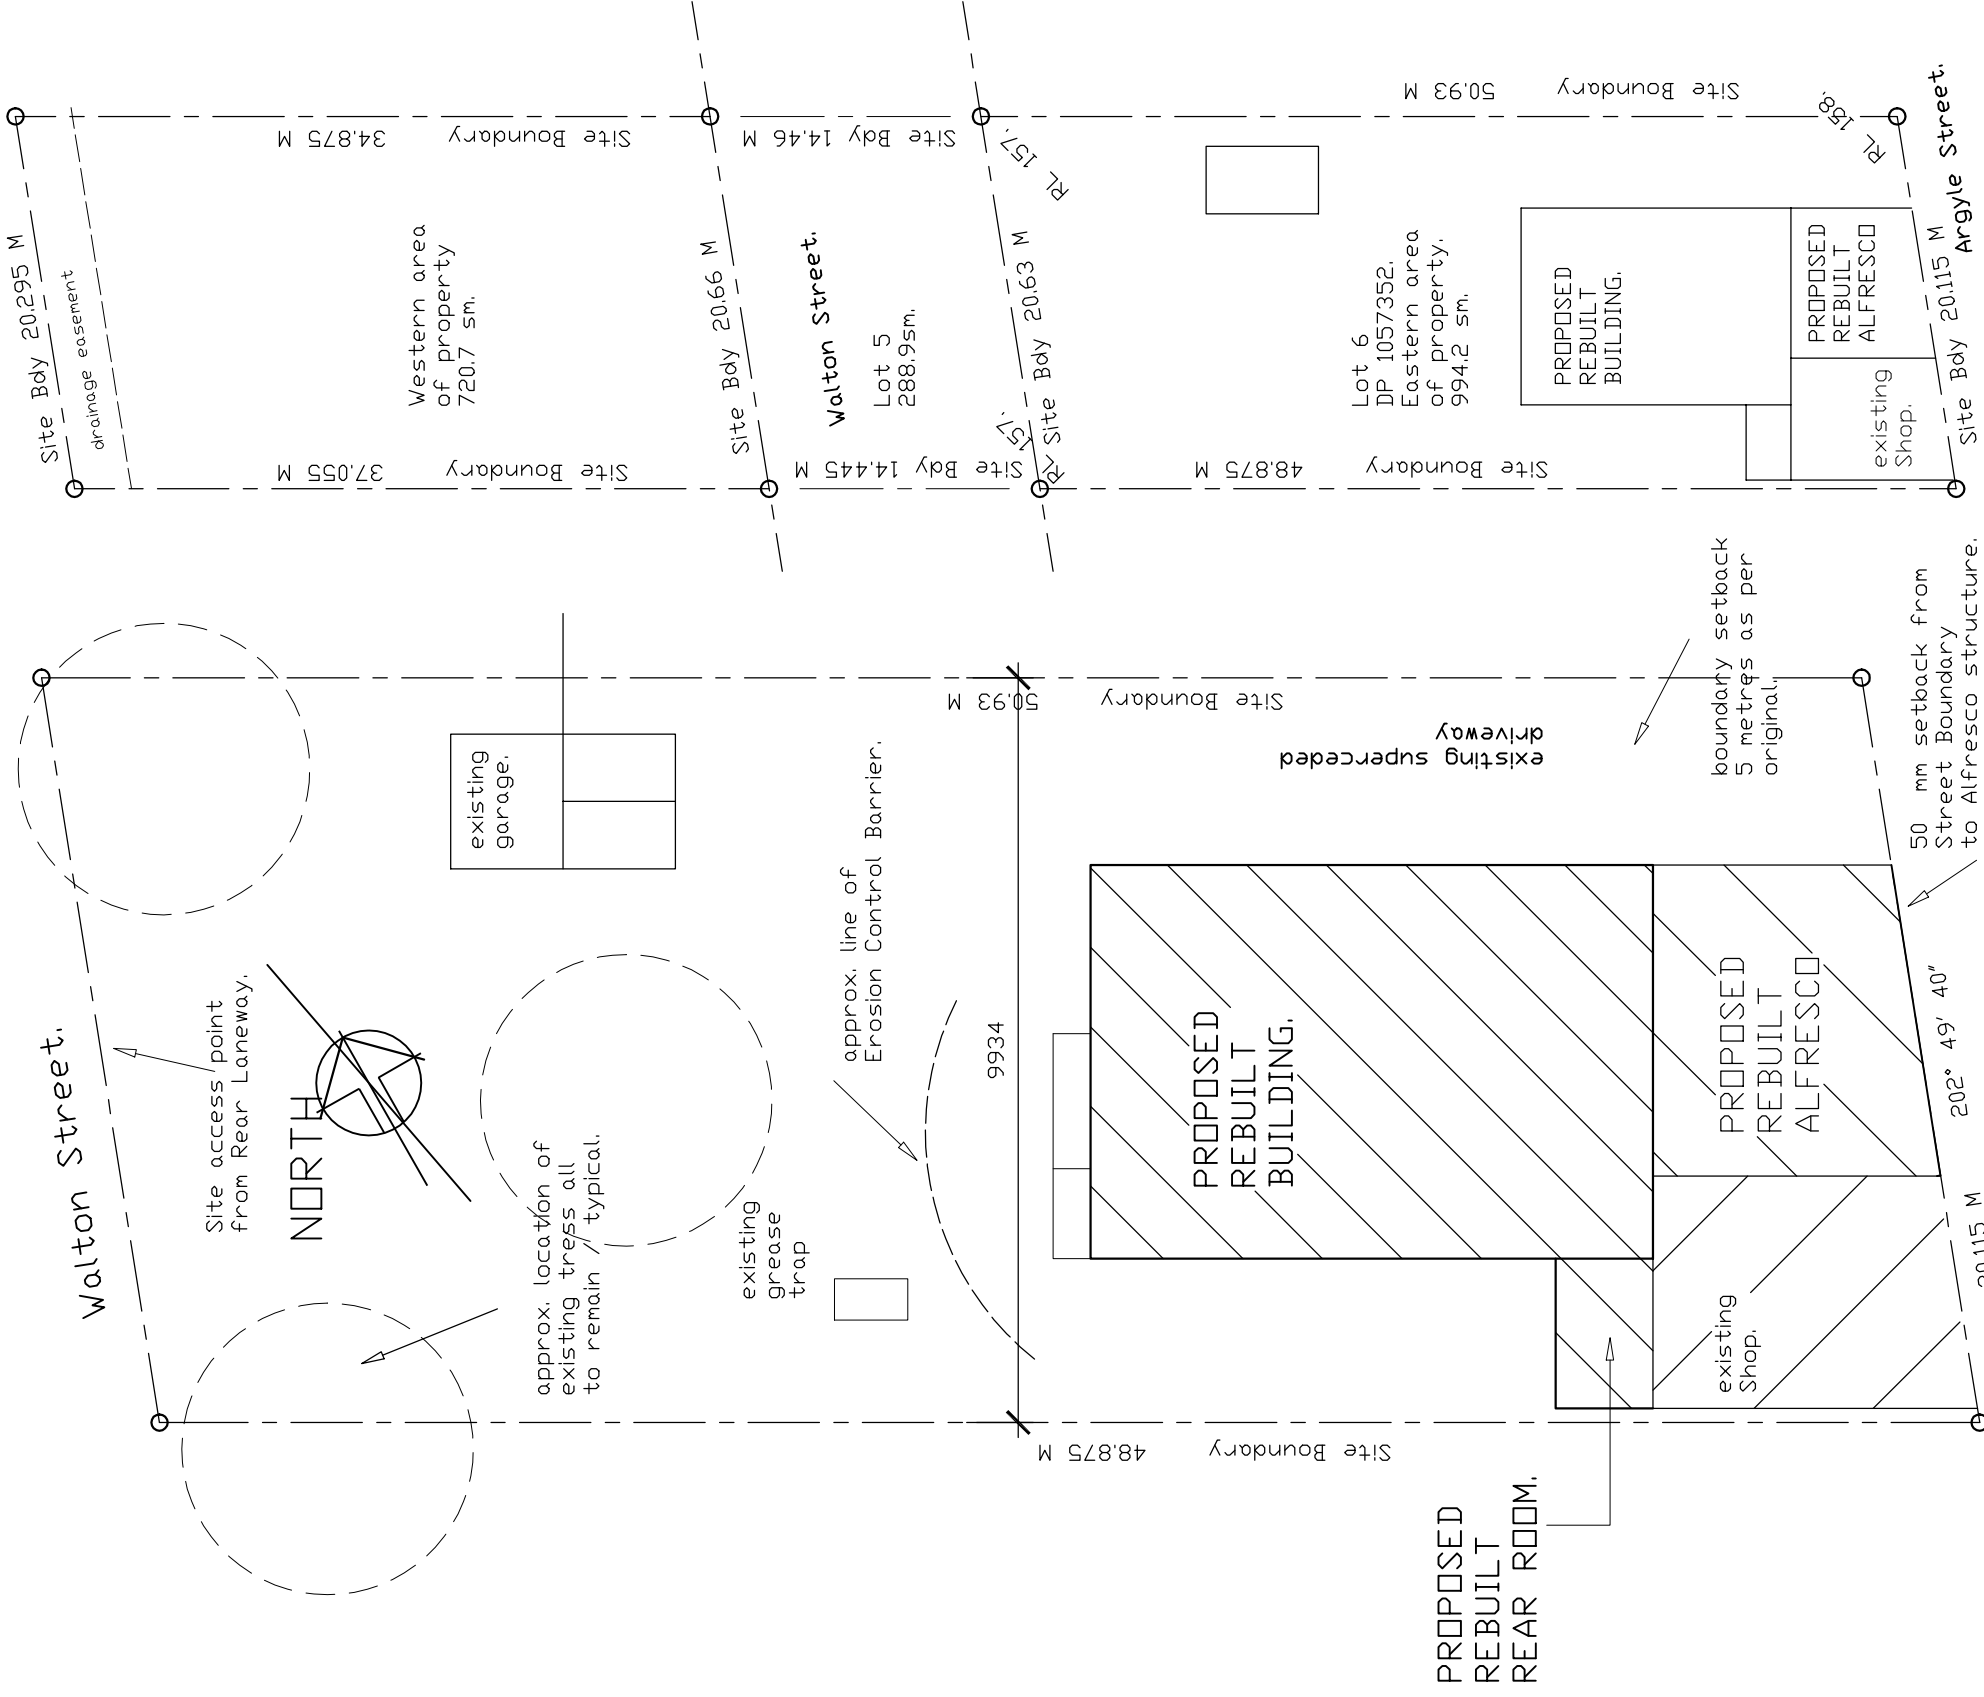 Site Bdy 20.295 M
drainage easement
Site Boundary 34.875 M
Site Boundary 37.055 M
Western area
of property
720.7 sm.
Site Bdy 20.66 M
Site Bdy 14.46 M
Site Bdy 14.445 M
Walton Street.
Lot 5
288.9sm.
Site Bdy 20.63 M
RL 157.
RL 157.
Site Boundary 50.93 M
Site Boundary 48.875 M
Lot 6
DP 1057352.
Eastern area
of property.
994.2 sm.
PROPOSED
REBUILT
BUILDING.
PROPOSED
REBUILT
ALFRESCO
existing
Shop.
RL 158.
Site Bdy 20.115 M
Argyle Street.
Walton Street.
Site access point
from Rear Laneway.
NORTH
existing
garage.
approx. location of
existing tress all
to remain / typical.
existing
grease
trap
approx. line of
Erosion Control Barrier.
9934
Site Boundary 50.93 M
existing superceded
driveway
boundary setback
5 metres as per
original.
50 mm setback from
Street Boundary
to Alfresco structure.
PROPOSED
REBUILT
BUILDING.
PROPOSED
REBUILT
ALFRESCO
existing
Shop.
202° 49' 40"
20.115 M
Site Boundary 48.875 M
PROPOSED
REBUILT
REAR ROOM.